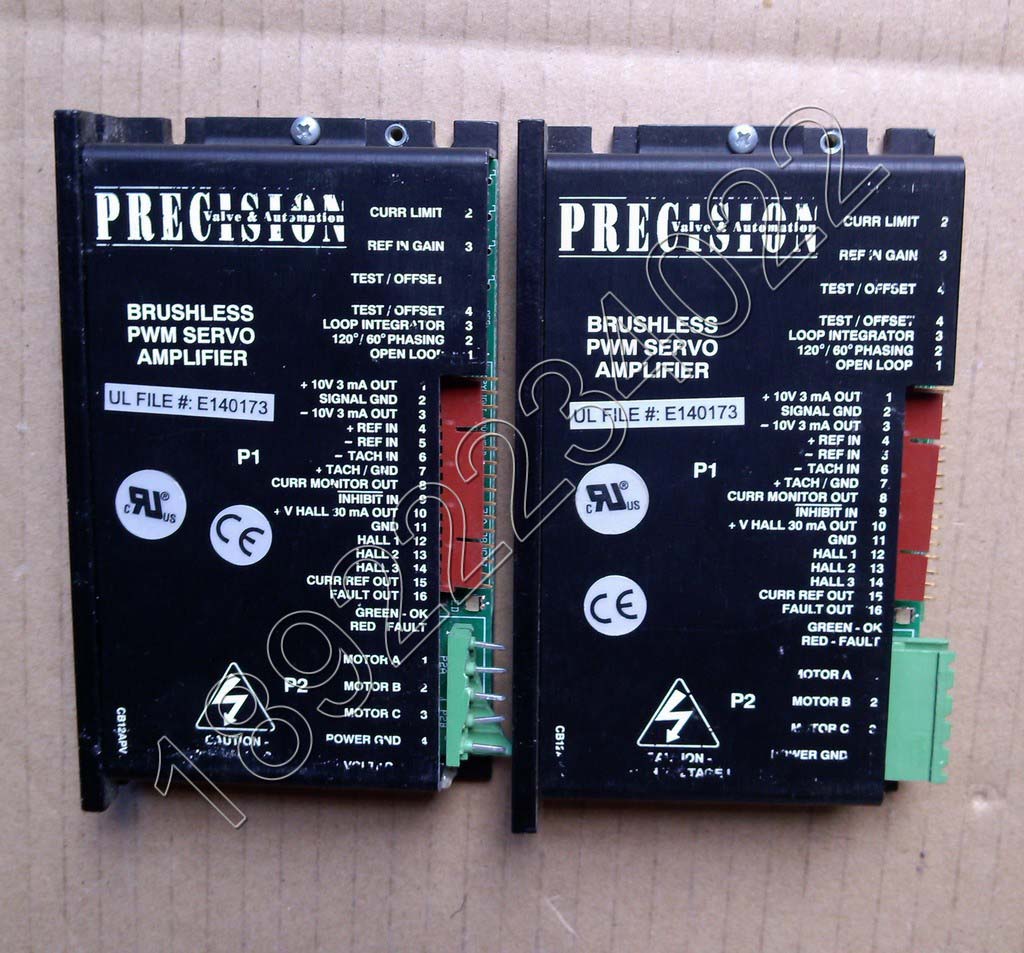 PRECISION
Valve & Automation
CURR LIMIT 2
REF IN GAIN 3
TEST / OFFSET
BRUSHLESS
PWM SERVO
AMPLIFIER
TEST / OFFSET 4
LOOP INTEGRATOR 3
120° / 60° PHASING 2
OPEN LOOP 1
UL FILE #: E140173
P1
+ 10V 3 mA OUT 1
SIGNAL GND 2
– 10V 3 mA OUT 3
+ REF IN 4
– REF IN 5
– TACH IN 6
+ TACH / GND 7
CURR MONITOR OUT 8
INHIBIT IN 9
+ V HALL 30 mA OUT 10
GND 11
HALL 1 12
HALL 2 13
HALL 3 14
CURR REF OUT 15
FAULT OUT 16
GREEN - OK
RED - FAULT
C RU ® US
CE
P2
MOTOR A 1
MOTOR B 2
MOTOR C 3
POWER GND 4
CAUTION -
CB12APV
P2A
P2B
PRECISION
Valve & Automation
CURR LIMIT 2
REF IN GAIN 3
TEST / OFFSET 4
BRUSHLESS
PWM SERVO
AMPLIFIER
TEST / OFFSET 4
LOOP INTEGRATOR 3
120° / 60° PHASING 2
OPEN LOOP 1
UL FILE #: E140173
P1
+ 10V 3 mA OUT 1
SIGNAL GND 2
– 10V 3 mA OUT 3
+ REF IN 4
– REF IN 5
– TACH IN 6
+ TACH / GND 7
CURR MONITOR OUT 8
INHIBIT IN 9
+ V HALL 30 mA OUT 10
GND 11
HALL 1 12
HALL 2 13
HALL 3 14
CURR REF OUT 15
FAULT OUT 16
GREEN - OK
RED - FAULT
C RU ® US
CE
P2
MOTOR A
MOTOR B 2
MOTOR C 3
POWER GND
CAUTION -
18922234022